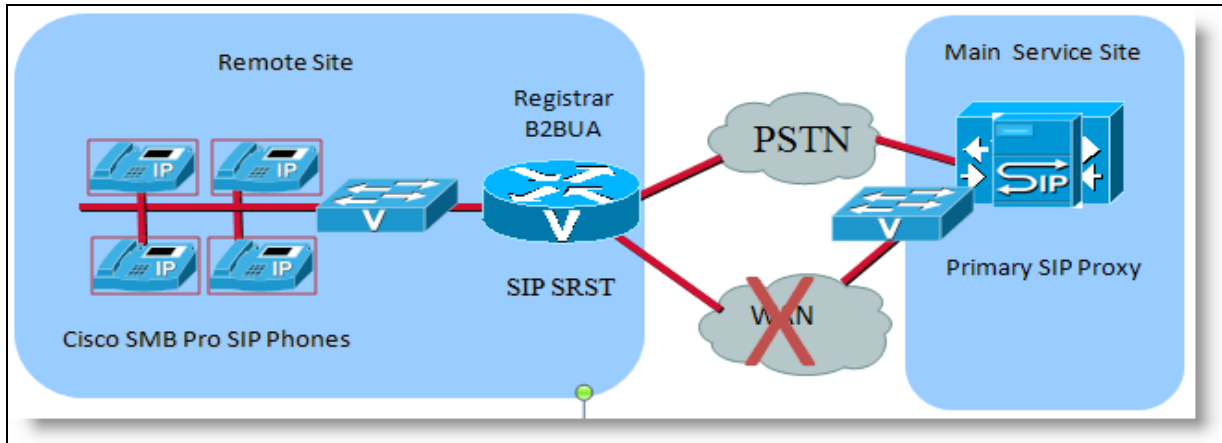 Remote Site
Registrar
B2BUA
IP
IP
IP
IP
V
V
SIP SRST
Cisco SMB Pro SIP Phones
PSTN
WAN
Main Service Site
SIP
V
Primary SIP Proxy